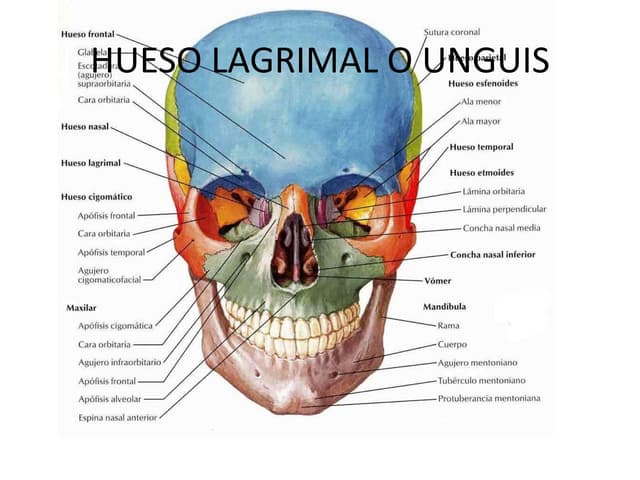 HUESO LAGRIMAL O UNGUIS
Hueso frontal
Glabela
(agujero)
supraorbitaria
Cara orbitaria
Hueso nasal
Hueso lagrimal
Hueso cigomático
Apófisis frontal
Cara orbitaria
Apófisis temporal
Agujero
cigomaticofacial
Maxilar
Apófisis cigomática
Cara orbitaria
Agujero infraorbitario
Apófisis frontal
Apófisis alveolar
Espina nasal anterior
Sutura coronal
Hueso parietal
Hueso esfenoides
Ala menor
Ala mayor
Hueso temporal
Hueso etmoides
Lámina orbitaria
Lámina perpendicular
Concha nasal media
Concha nasal inferior
Vómer
Mandíbula
Rama
Cuerpo
Agujero mentoniano
Tubérculo mentoniano
Protuberancia mentoniana